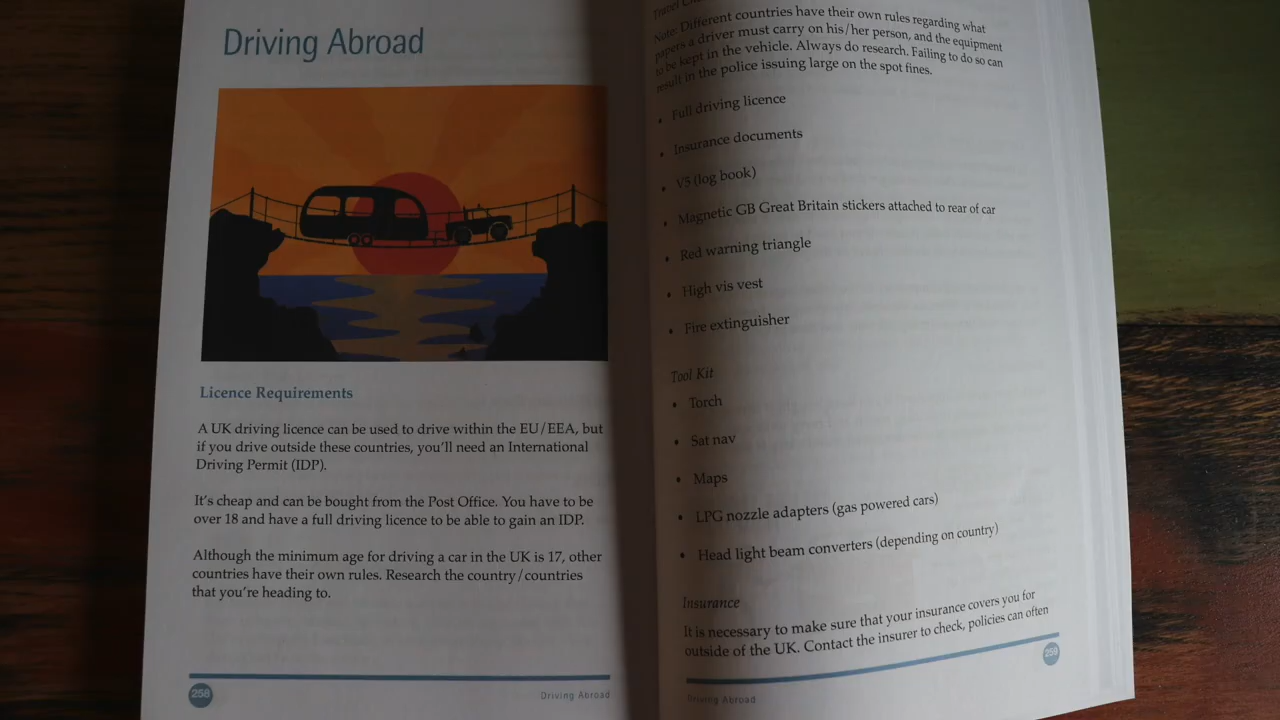 Driving Abroad
Licence Requirements
A UK driving licence can be used to drive within the EU/EEA, but
if you drive outside these countries, you'll need an International
Driving Permit (IDP).
It's cheap and can be bought from the Post Office. You have to be
over 18 and have a full driving licence to be able to gain an IDP.
Although the minimum age for driving a car in the UK is 17, other
countries have their own rules. Research the country/countries
that you're heading to.
258
Driving Abroad
Travel
Note: Different countries have their own rules regarding what
papers a driver must carry on his/her person, and the equipment
to be kept in the vehicle. Always do research. Failing to do so can
result in the police issuing large on the spot fines.
• Full driving licence
• Insurance documents
• V5 (log book)
• Magnetic GB Great Britain stickers attached to rear of car
• Red warning triangle
• High vis vest
• Fire extinguisher
Tool Kit
• Torch
• Sat nav
• Maps
• LPG nozzle adapters (gas powered cars)
• Head light beam converters (depending on country)
Insurance
It is necessary to make sure that your insurance covers you for
outside of the UK. Contact the insurer to check, policies can often
Driving Abroad
259